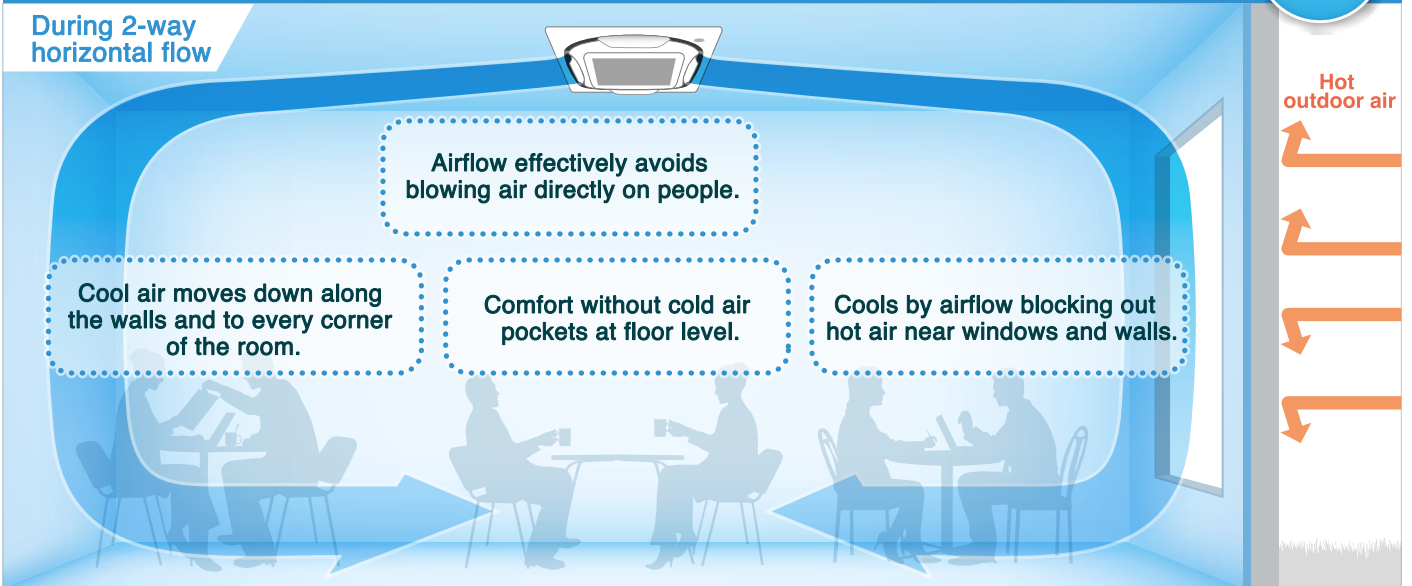 During 2-way
horizontal flow
Hot
outdoor air
Airflow effectively avoids
blowing air directly on people.
Cool air moves down along
the walls and to every corner
of the room.
Comfort without cold air
pockets at floor level.
Cools by airflow blocking out
hot air near windows and walls.